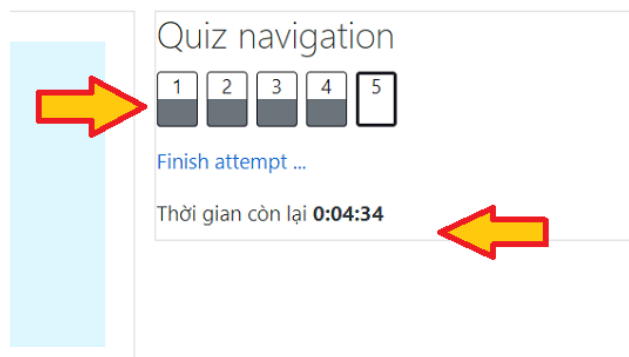 Quiz navigation
1 2 3 4 5
Finish attempt ...
Thời gian còn lại 0:04:34